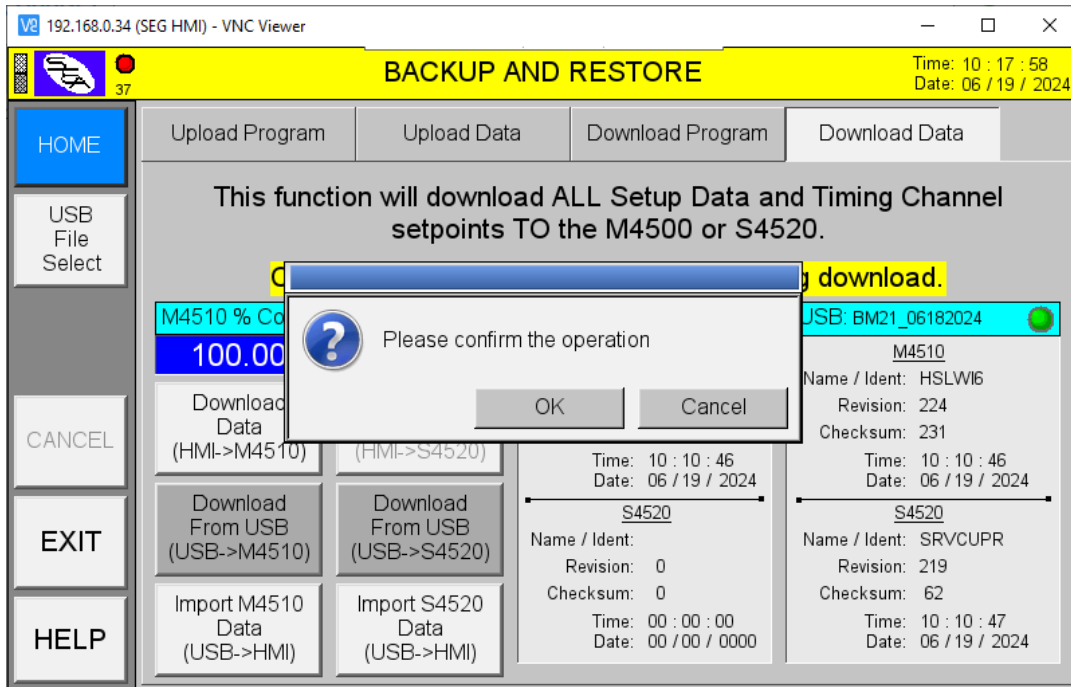 192.168.0.34 (SEG HMI) - VNC Viewer
37
BACKUP AND RESTORE
Time: 10 : 17 : 58
Date: 06 / 19 / 2024
HOME
USB
File
Select
CANCEL
EXIT
HELP
Upload Program
Upload Data
Download Program
Download Data
This function will download ALL Setup Data and Timing Channel
setpoints TO the M4500 or S4520.
download.
Please confirm the operation
OK
Cancel
M4510 %
100.00
Download
Data
(HMI->M4510)
(HMI->S4520)
Download
From USB
(USB->M4510)
Download
From USB
(USB->S4520)
Import M4510
Data
(USB->HMI)
Import S4520
Data
(USB->HMI)
Time: 10 : 10 : 46
Date: 06 / 19 / 2024
S4520
Name / Ident:
Revision: 0
Checksum: 0
Time: 00 : 00 : 00
Date: 00 / 00 / 0000
USB: BM21_06182024
M4510
Name / Ident: HSLWI6
Revision: 224
Checksum: 231
Time: 10 : 10 : 46
Date: 06 / 19 / 2024
S4520
Name / Ident: SRVCUPR
Revision: 219
Checksum: 62
Time: 10 : 10 : 47
Date: 06 / 19 / 2024